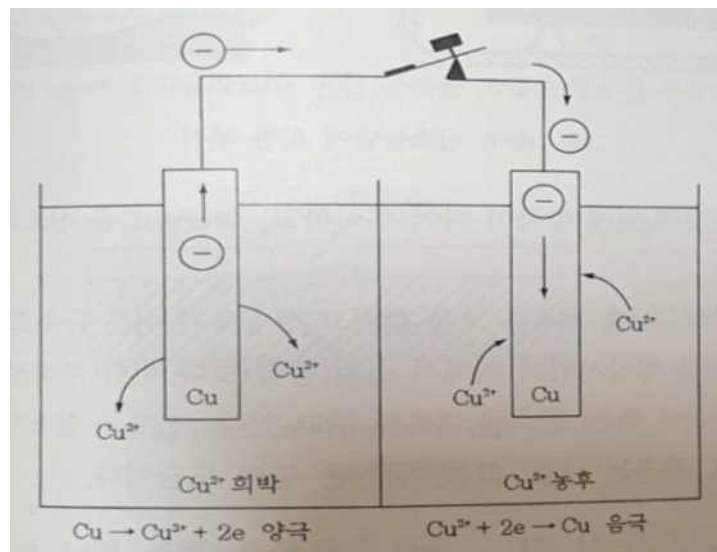 −
−
−
−
Cu²⁺
Cu²⁺
Cu
Cu²⁺
Cu²⁺
Cu
Cu²⁺ 희박
Cu²⁺ 농후
Cu → Cu²⁺ + 2e 양극
Cu²⁺ + 2e → Cu 음극